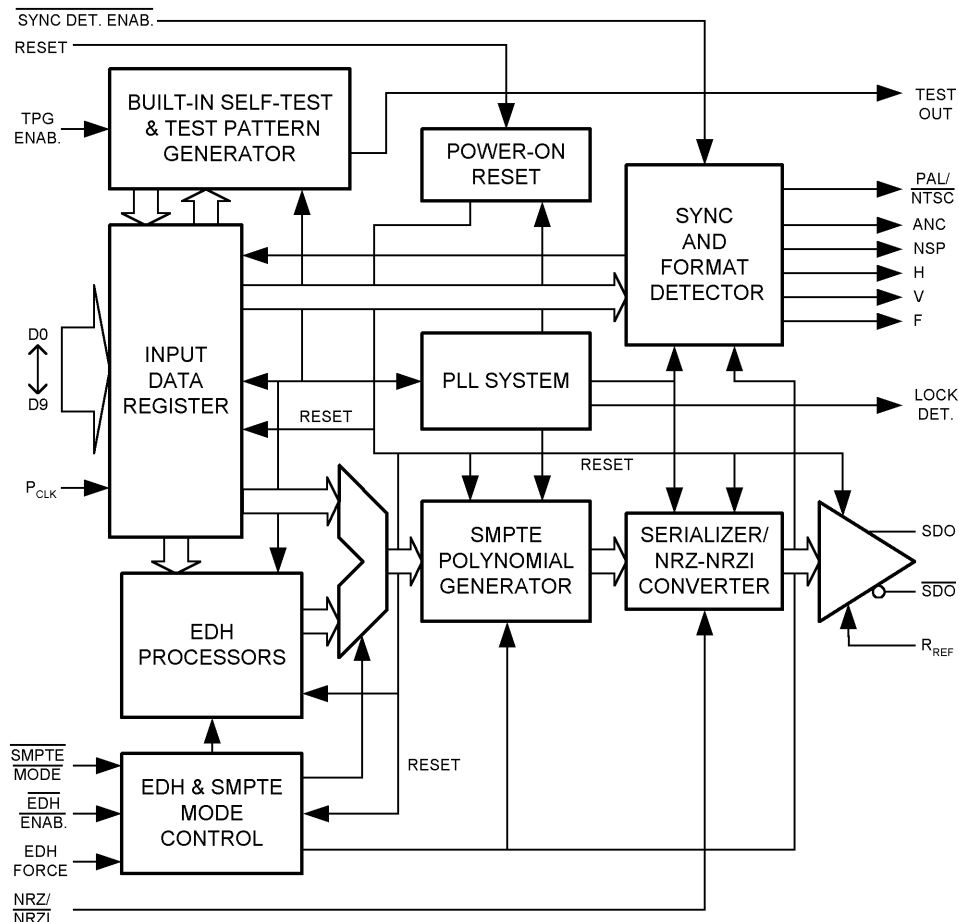 SYNC DET. ENAB.
RESET
TPG
ENAB.
BUILT-IN SELF-TEST
& TEST PATTERN
GENERATOR
POWER-ON
RESET
TEST
OUT
SYNC
AND
FORMAT
DETECTOR
PAL/
NTSC
ANC
NSP
H
V
F
D0
D9
INPUT
DATA
REGISTER
PLL SYSTEM
LOCK
DET.
RESET
RESET
PCLK
SMPTE
POLYNOMIAL
GENERATOR
SERIALIZER/
NRZ-NRZI
CONVERTER
SDO
SDO
RREF
EDH
PROCESSORS
RESET
SMPTE
MODE
EDH
ENAB.
EDH
FORCE
EDH & SMPTE
MODE
CONTROL
NRZ/
NRZI